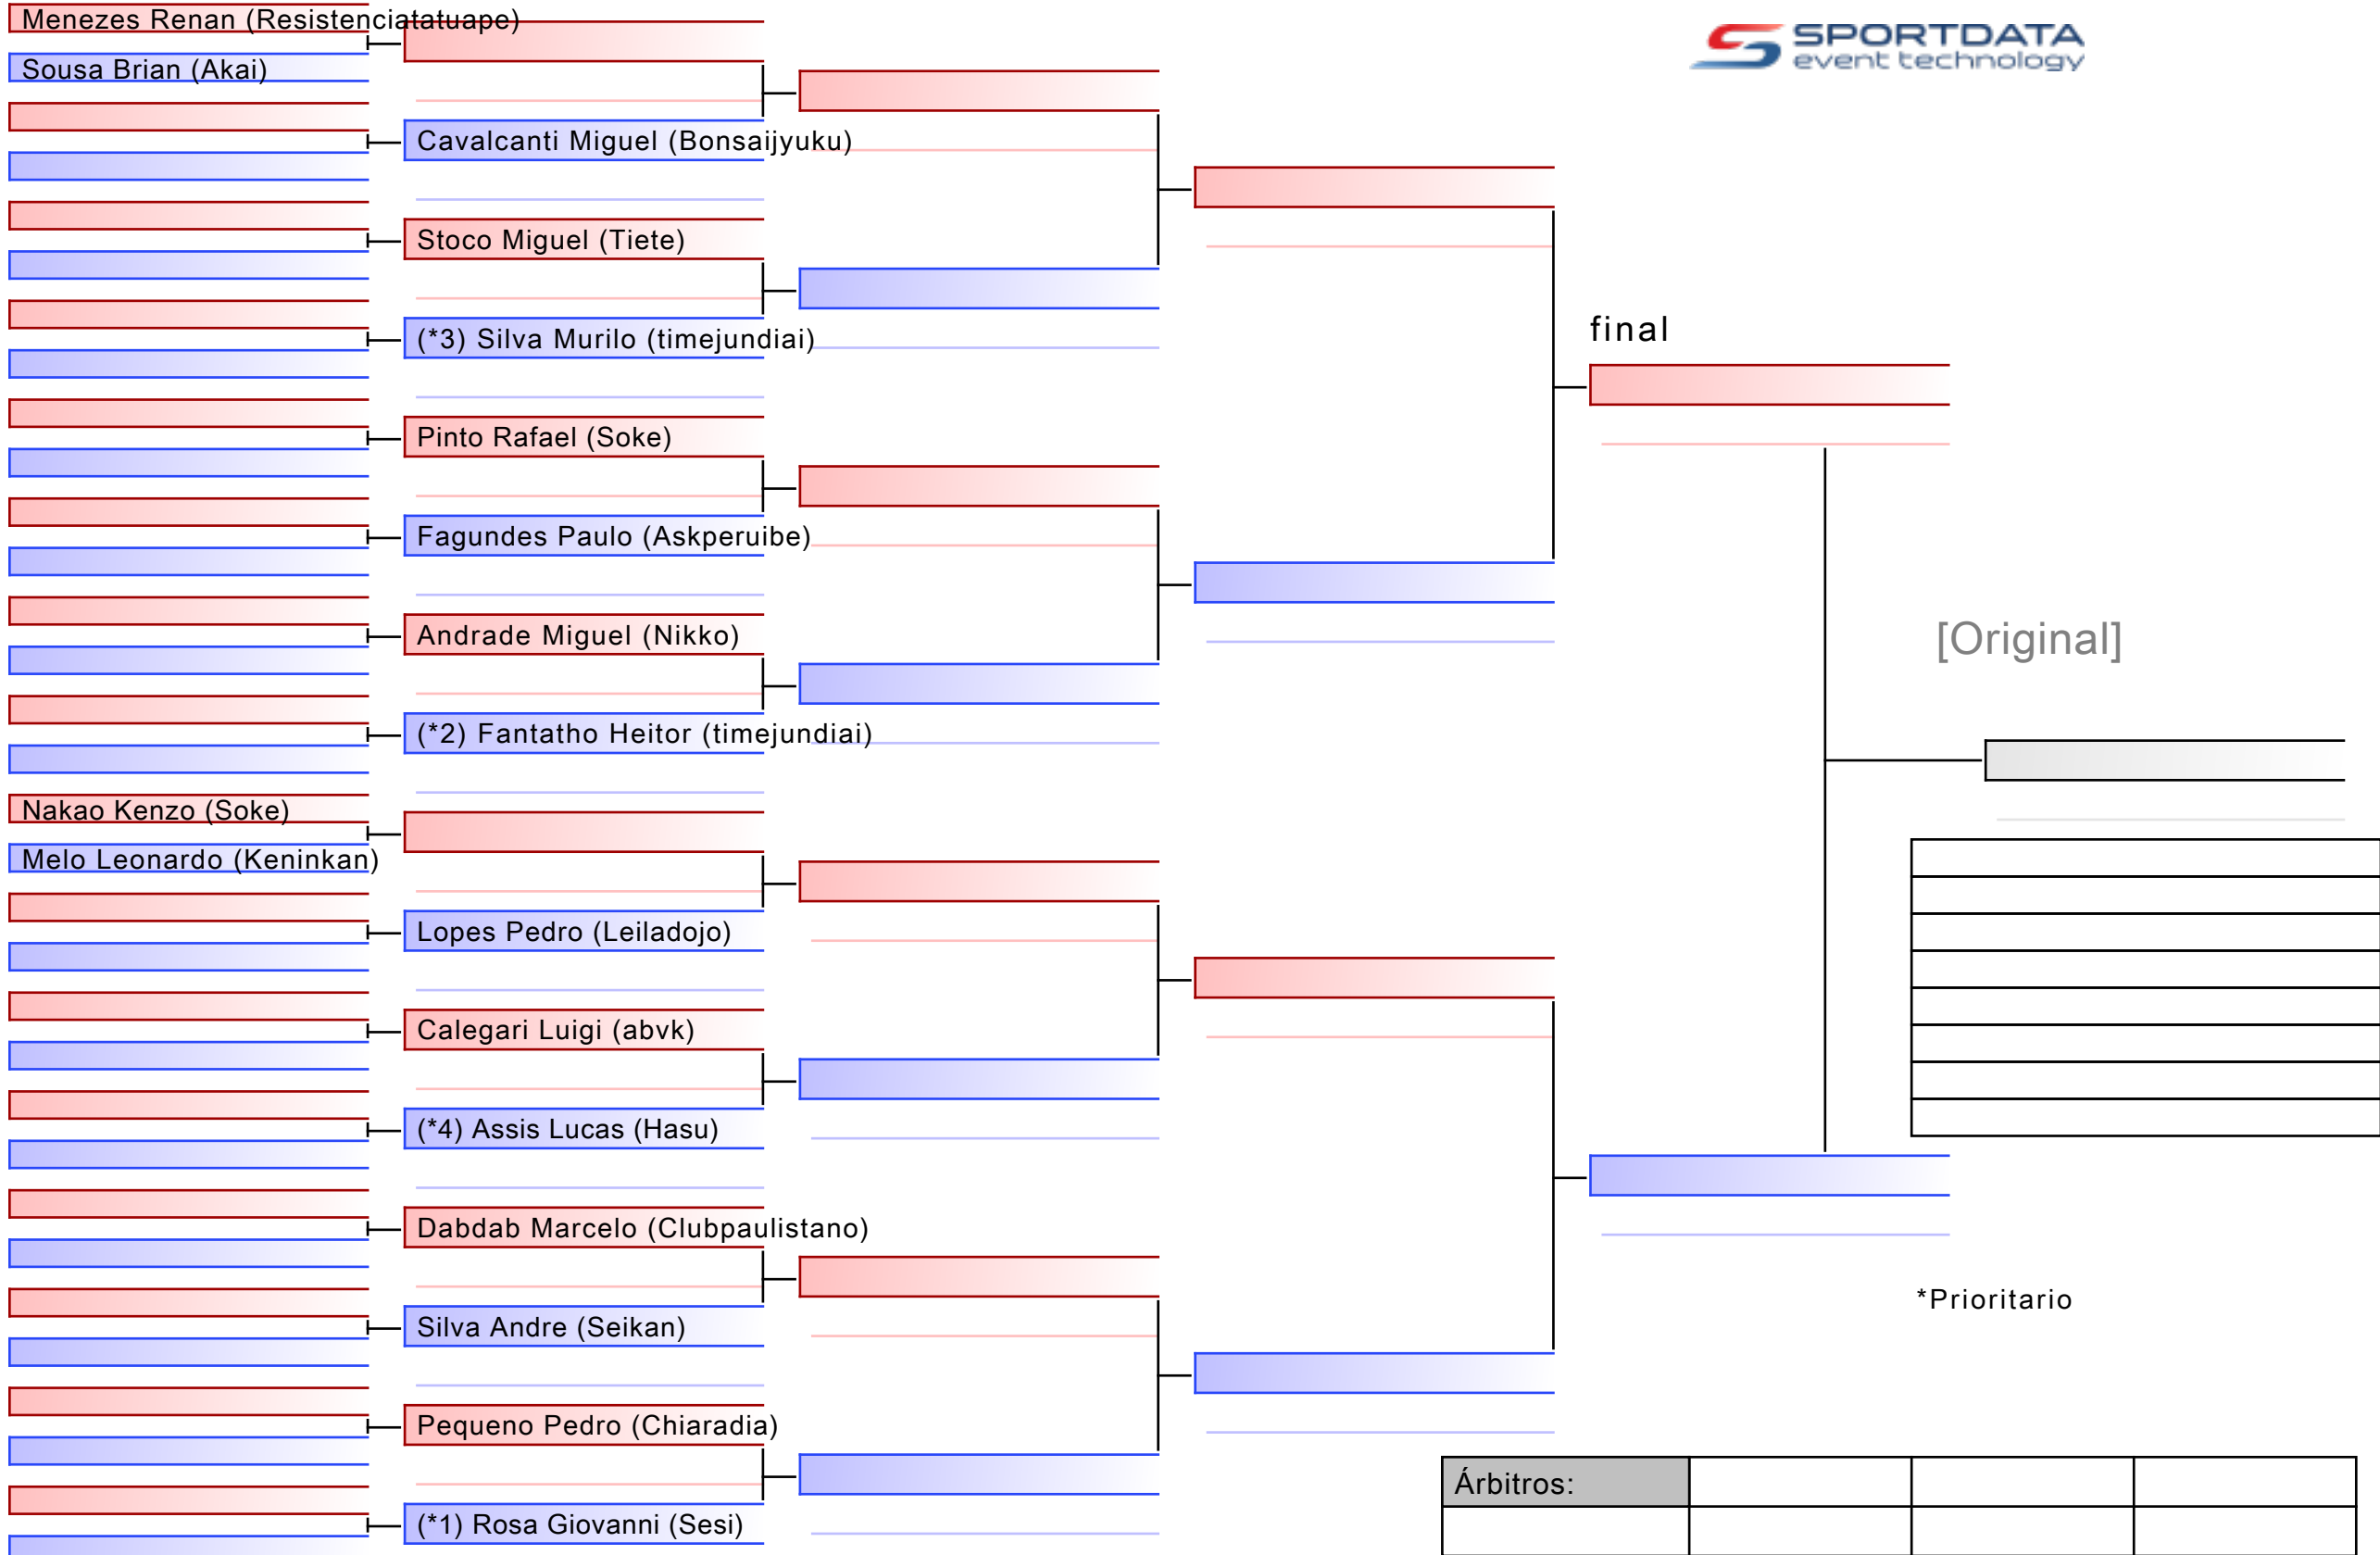 Menezes Renan (Resistenciatatuape)
Sousa Brian (Akai)
Cavalcanti Miguel (Bonsaijyuku)
Stoco Miguel (Tiete)
(*3) Silva Murilo (timejundiai)
Pinto Rafael (Soke)
Fagundes Paulo (Askperuibe)
Andrade Miguel (Nikko)
(*2) Fantatho Heitor (timejundiai)
Nakao Kenzo (Soke)
Melo Leonardo (Keninkan)
Lopes Pedro (Leiladojo)
Calegari Luigi (abvk)
(*4) Assis Lucas (Hasu)
Dabdab Marcelo (Clubpaulistano)
Silva Andre (Seikan)
Pequeno Pedro (Chiaradia)
(*1) Rosa Giovanni (Sesi)
SPORTDATA
event technology
final
[Original]
*Prioritario
Árbitros: